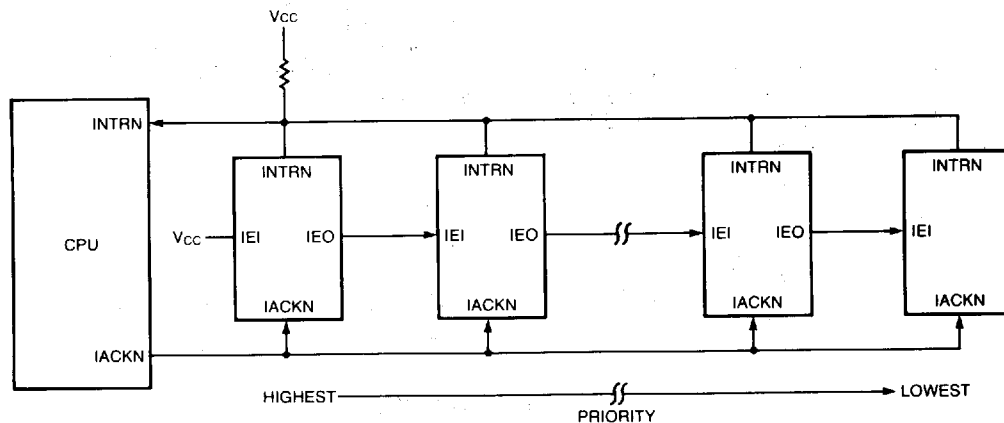 VCC
INTRN
INTRN
INTRN
INTRN
INTRN
CPU
VCC
IEI
IEO
IEI
IEO
IEI
IEO
IEI
IACKN
IACKN
IACKN
IACKN
IACKN
HIGHEST
LOWEST
PRIORITY